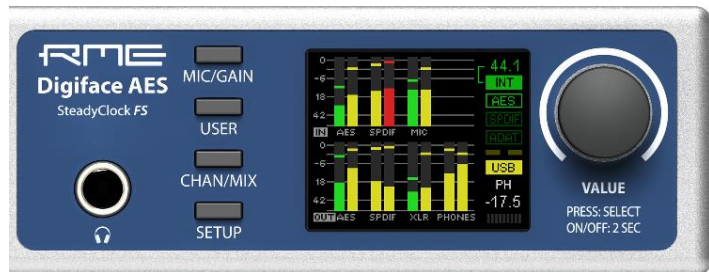 RME
Digiface AES
SteadyClock FS
MIC/GAIN
USER
CHAN/MIX
SETUP
0
-6
18
42
IN AES SPDIF MIC
0
-6
18
42
OUT AES SPDIF XLR PHONES
44.1
INT
AES
SPDIF
ADAT
USB
PH
-17.5
VALUE
PRESS: SELECT
ON/OFF: 2 SEC